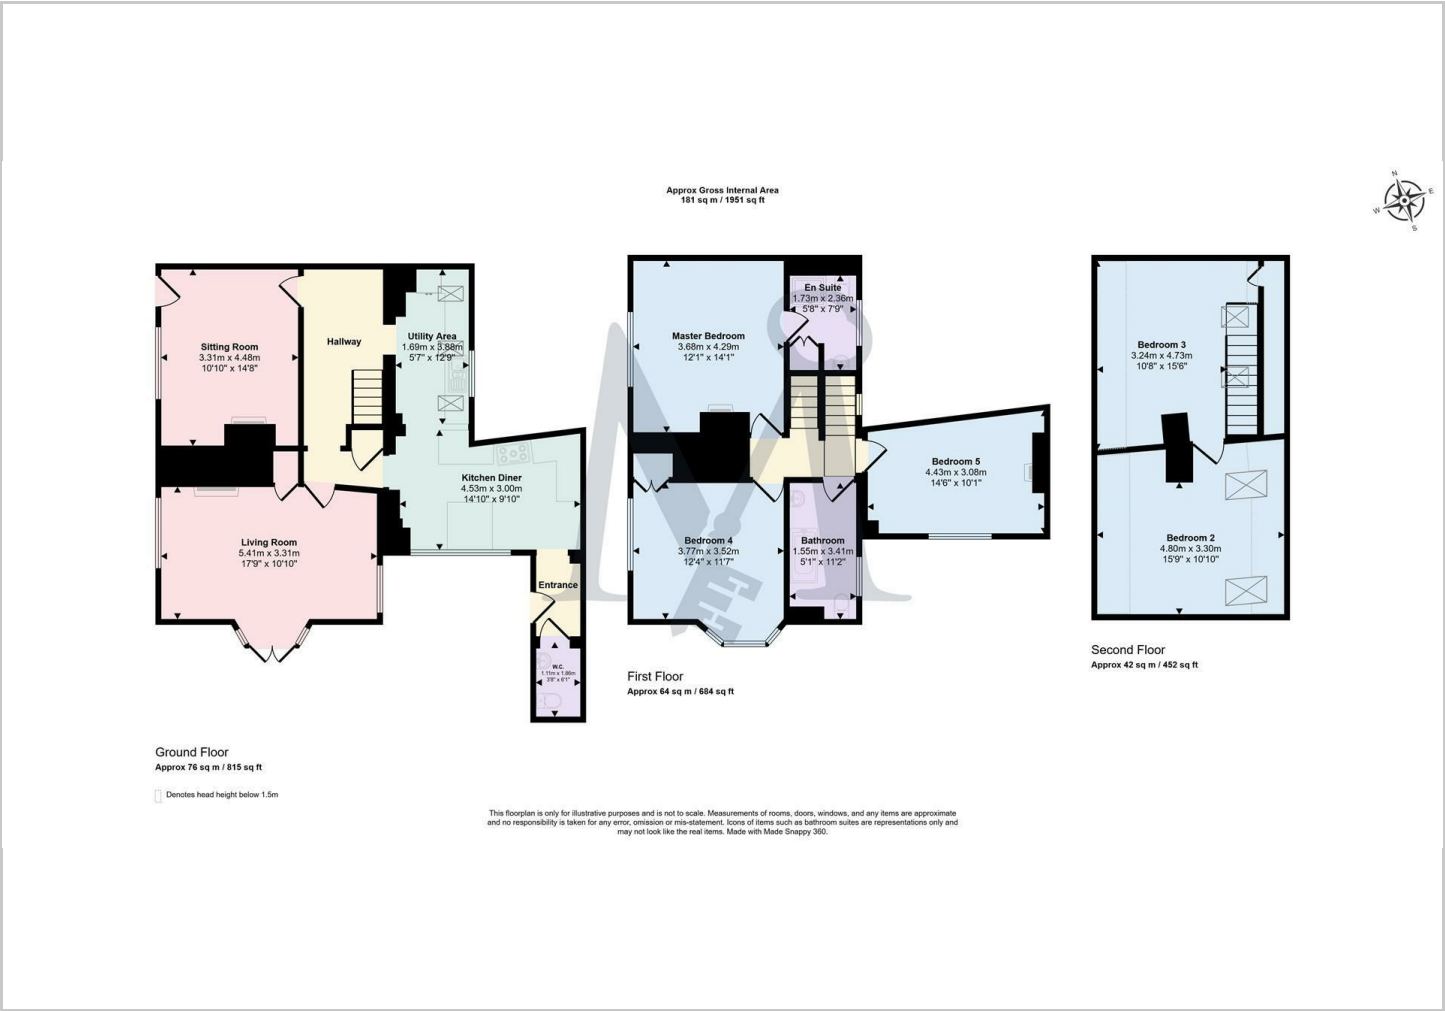 Approx Gross Internal Area
181 sq m / 1951 sq ft
N
E
S
W
Sitting Room
3.31m x 4.48m
10'10" x 14'8"
Hallway
Utility Area
1.69m x 3.88m
5'7" x 12'9"
Kitchen Diner
4.53m x 3.00m
14'10" x 9'10"
Living Room
5.41m x 3.31m
17'9" x 10'10"
Entrance
W.C.
1.11m x 1.86m
3'8" x 6'1"
Ground Floor
Approx 76 sq m / 815 sq ft
Denotes head height below 1.5m
Master Bedroom
3.68m x 4.29m
12'1" x 14'1"
En Suite
1.73m x 2.36m
5'8" x 7'9"
Bedroom 5
4.43m x 3.08m
14'6" x 10'1"
Bedroom 4
3.77m x 3.52m
12'4" x 11'7"
Bathroom
1.55m x 3.41m
5'1" x 11'2"
First Floor
Approx 64 sq m / 684 sq ft
Bedroom 3
3.24m x 4.73m
10'8" x 15'6"
Bedroom 2
4.80m x 3.30m
15'9" x 10'10"
Second Floor
Approx 42 sq m / 452 sq ft
This floorplan is only for illustrative purposes and is not to scale. Measurements of rooms, doors, windows, and any items are approximate
and no responsibility is taken for any error, omission or mis-statement. Icons of items such as bathroom suites are representations only and
may not look like the real items. Made with Made Snappy 360.